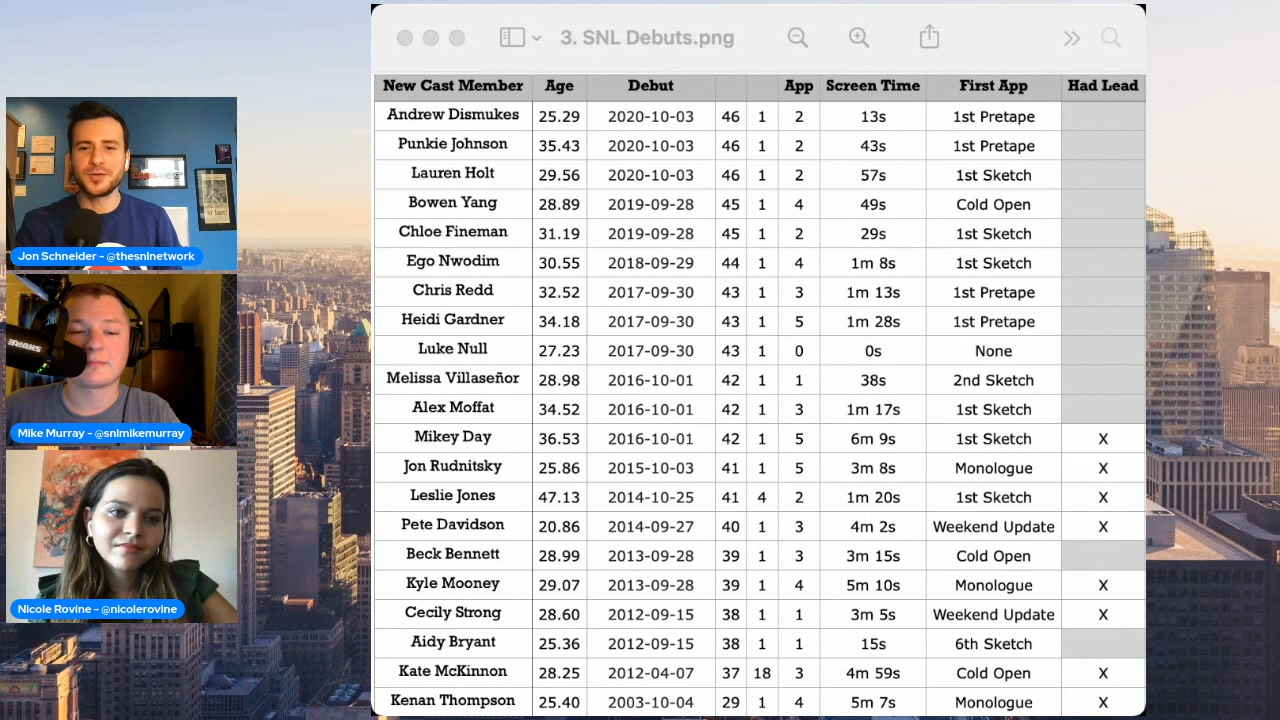 3. SNL Debuts.png
New Cast Member Age Debut App Screen Time First App Had Lead
Andrew Dismukes 25.29 2020-10-03 46 1 2 13s 1st Pretape
Punkie Johnson 35.43 2020-10-03 46 1 2 43s 1st Pretape
Lauren Holt 29.56 2020-10-03 46 1 2 57s 1st Sketch
Bowen Yang 28.89 2019-09-28 45 1 4 49s Cold Open
Chloe Fineman 31.19 2019-09-28 45 1 2 29s 1st Sketch
Ego Nwodim 30.55 2018-09-29 44 1 4 1m 8s 1st Sketch
Chris Redd 32.52 2017-09-30 43 1 3 1m 13s 1st Pretape
Heidi Gardner 34.18 2017-09-30 43 1 5 1m 28s 1st Pretape
Luke Null 27.23 2017-09-30 43 1 0 0s None
Melissa Villaseñor 28.98 2016-10-01 42 1 1 38s 2nd Sketch
Alex Moffat 34.52 2016-10-01 42 1 3 1m 17s 1st Sketch
Mikey Day 36.53 2016-10-01 42 1 5 6m 9s 1st Sketch X
Jon Rudnitsky 25.86 2015-10-03 41 1 5 3m 8s Monologue X
Leslie Jones 47.13 2014-10-25 41 4 2 1m 20s 1st Sketch X
Pete Davidson 20.86 2014-09-27 40 1 3 4m 2s Weekend Update X
Beck Bennett 28.99 2013-09-28 39 1 3 3m 15s Cold Open
Kyle Mooney 29.07 2013-09-28 39 1 4 5m 10s Monologue X
Cecily Strong 28.60 2012-09-15 38 1 1 3m 5s Weekend Update X
Aidy Bryant 25.36 2012-09-15 38 1 1 15s 6th Sketch
Kate McKinnon 28.25 2012-04-07 37 18 3 4m 59s Cold Open X
Kenan Thompson 25.40 2003-10-04 29 1 4 5m 7s Monologue X
At last!
Jon Schneider - @thesnlnetwork
SHURE
Mike Murray - @snlmikemurray
Nicole Rovine - @nicolerovine